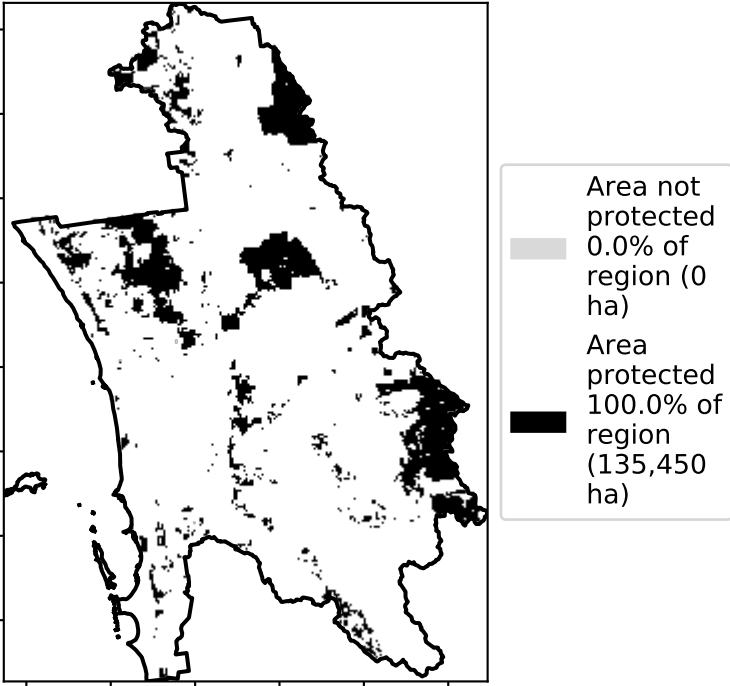 Area not
protected
0.0% of
region (0
ha)
Area
protected
100.0% of
region
(135,450
ha)